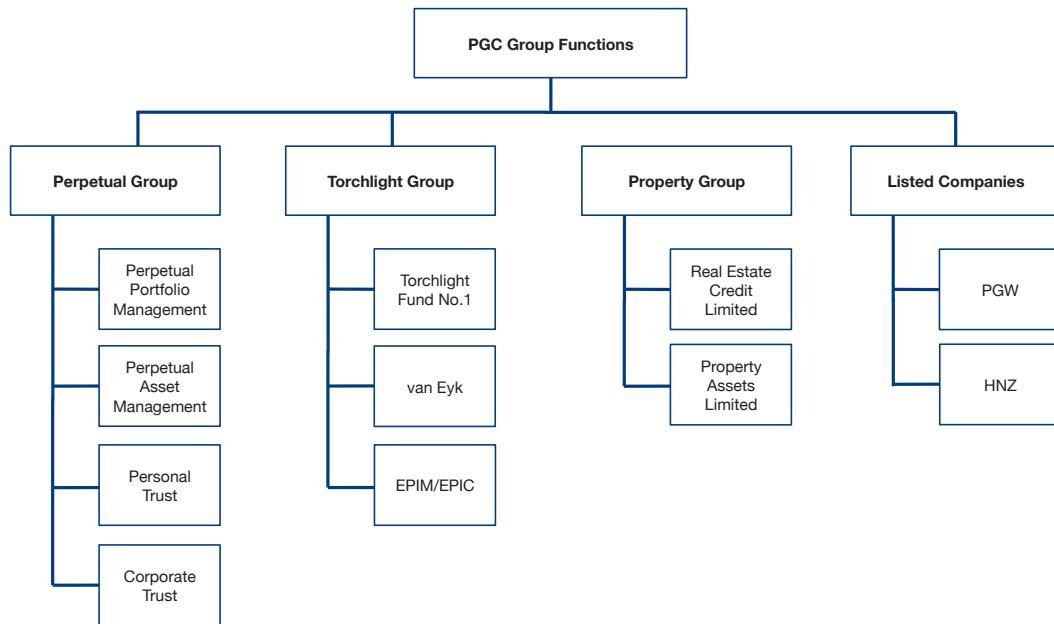 PGC Group Functions
Perpetual Group
Torchlight Group
Property Group
Listed Companies
Perpetual
Portfolio
Management
Perpetual
Asset
Management
Personal
Trust
Corporate
Trust
Torchlight
Fund No.1
van Eyk
EPIM/EPIC
Real Estate
Credit
Limited
Property
Assets
Limited
PGW
HNZ